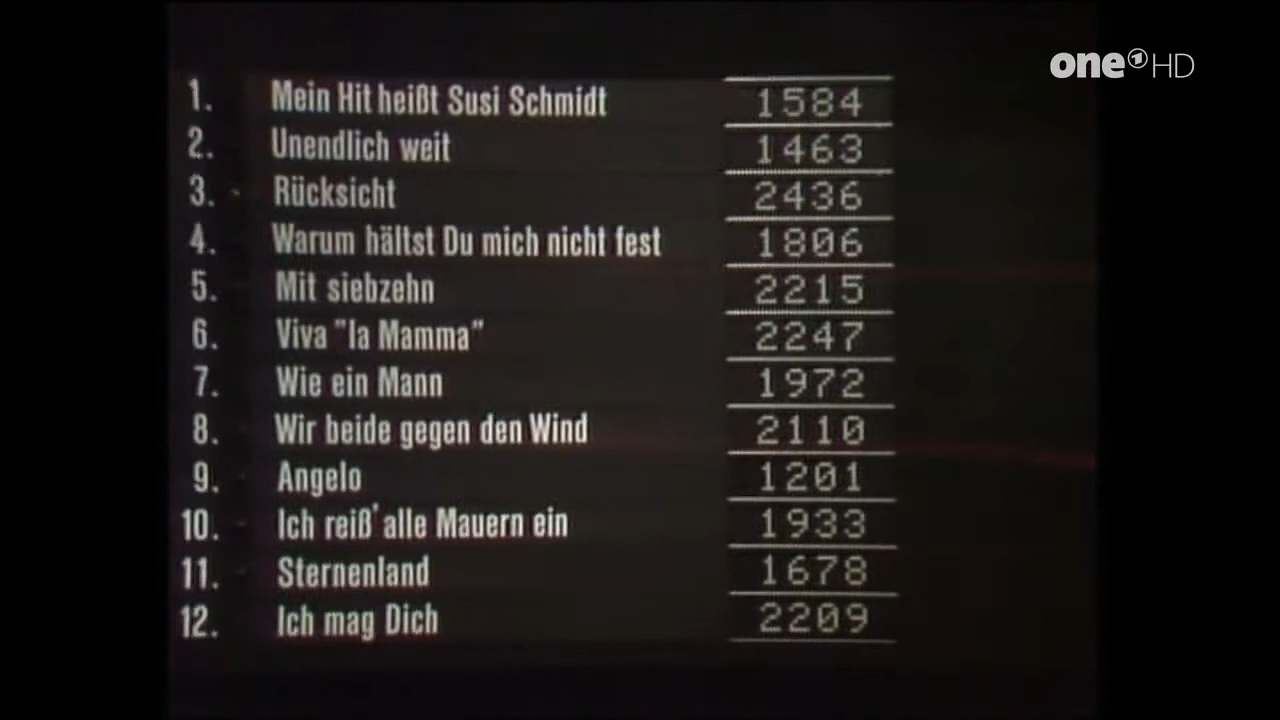 one HD
1. Mein Hit heißt Susi Schmidt 1584
2. Unendlich weit 1463
3. Rücksicht 2436
4. Warum hältst Du mich nicht fest 1806
5. Mit siebzehn 2215
6. Viva "la Mamma" 2247
7. Wie ein Mann 1972
8. Wir beide gegen den Wind 2110
9. Angelo 1201
10. Ich reiß' alle Mauern ein 1933
11. Sternenland 1678
12. Ich mag Dich 2209